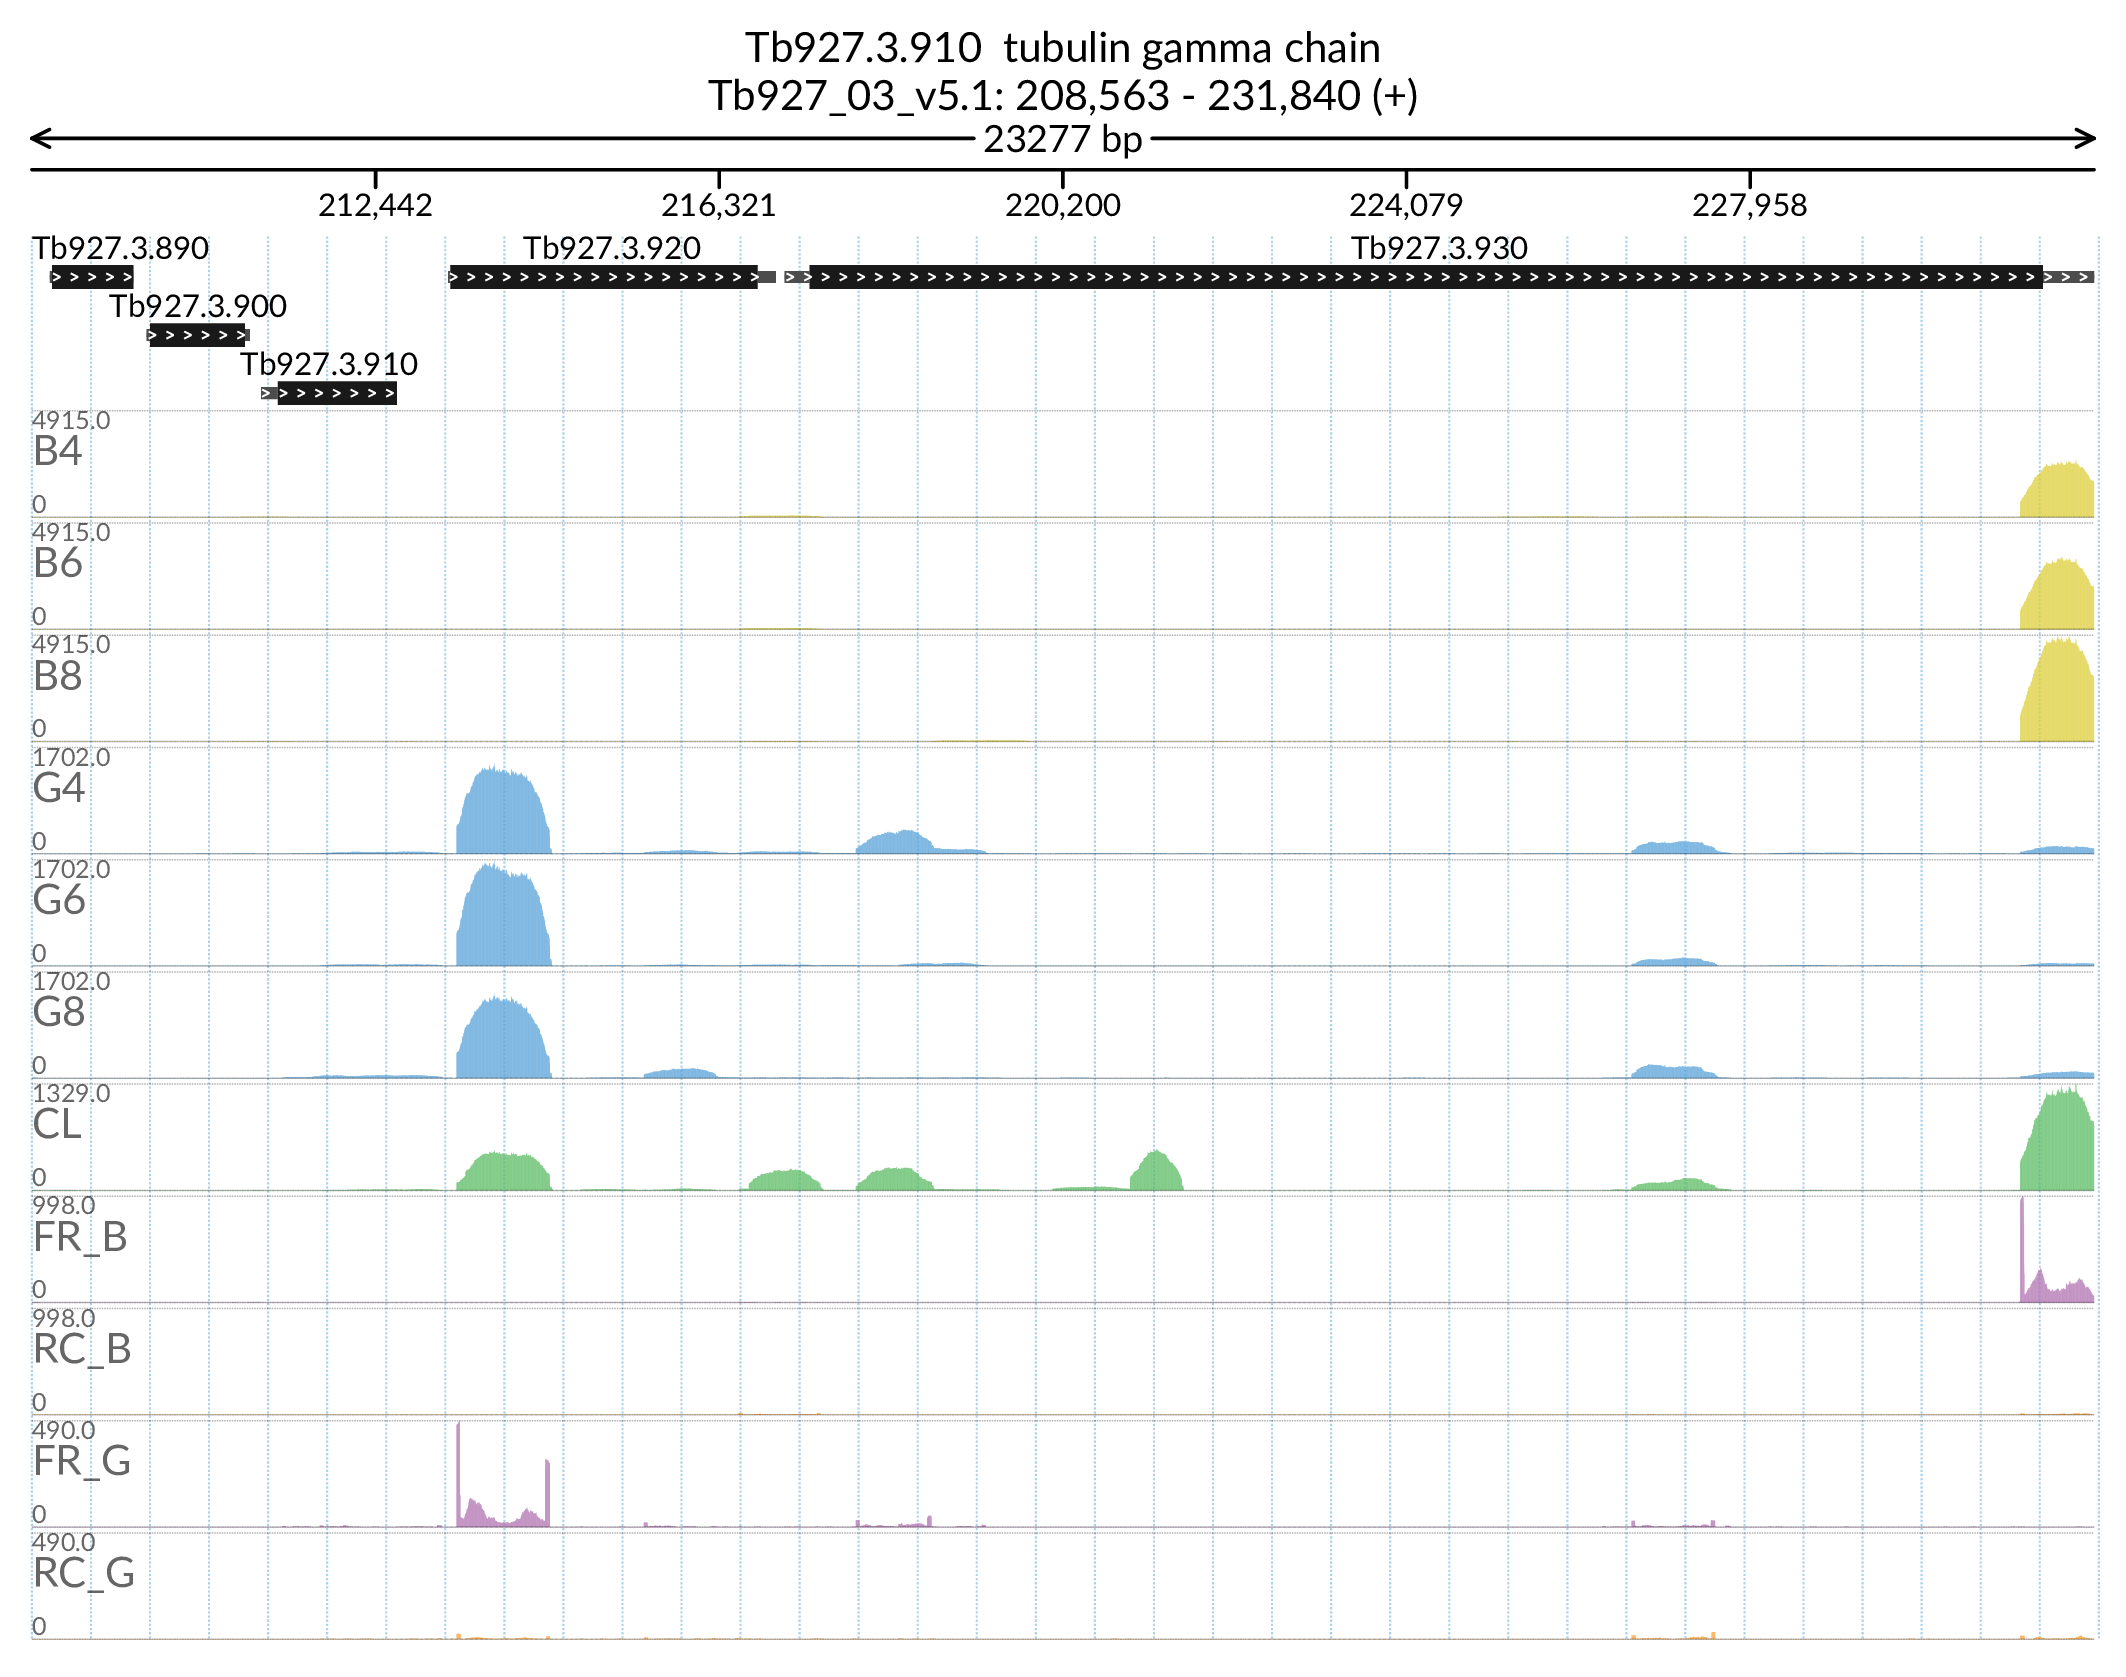 Tb927.3.910 tubulin gamma chain
Tb927_03_v5.1: 208,563 - 231,840 (+)
23277 bp
212,442 216,321 220,200 224,079 227,958
Tb927.3.890 Tb927.3.920 Tb927.3.930
Tb927.3.900
Tb927.3.910
4915.0
B4
0
4915.0
B6
0
4915.0
B8
0
1702.0
G4
0
1702.0
G6
0
1702.0
G8
0
1329.0
CL
0
998.0
FR_B
0
998.0
RC_B
0
490.0
FR_G
0
490.0
RC_G
0